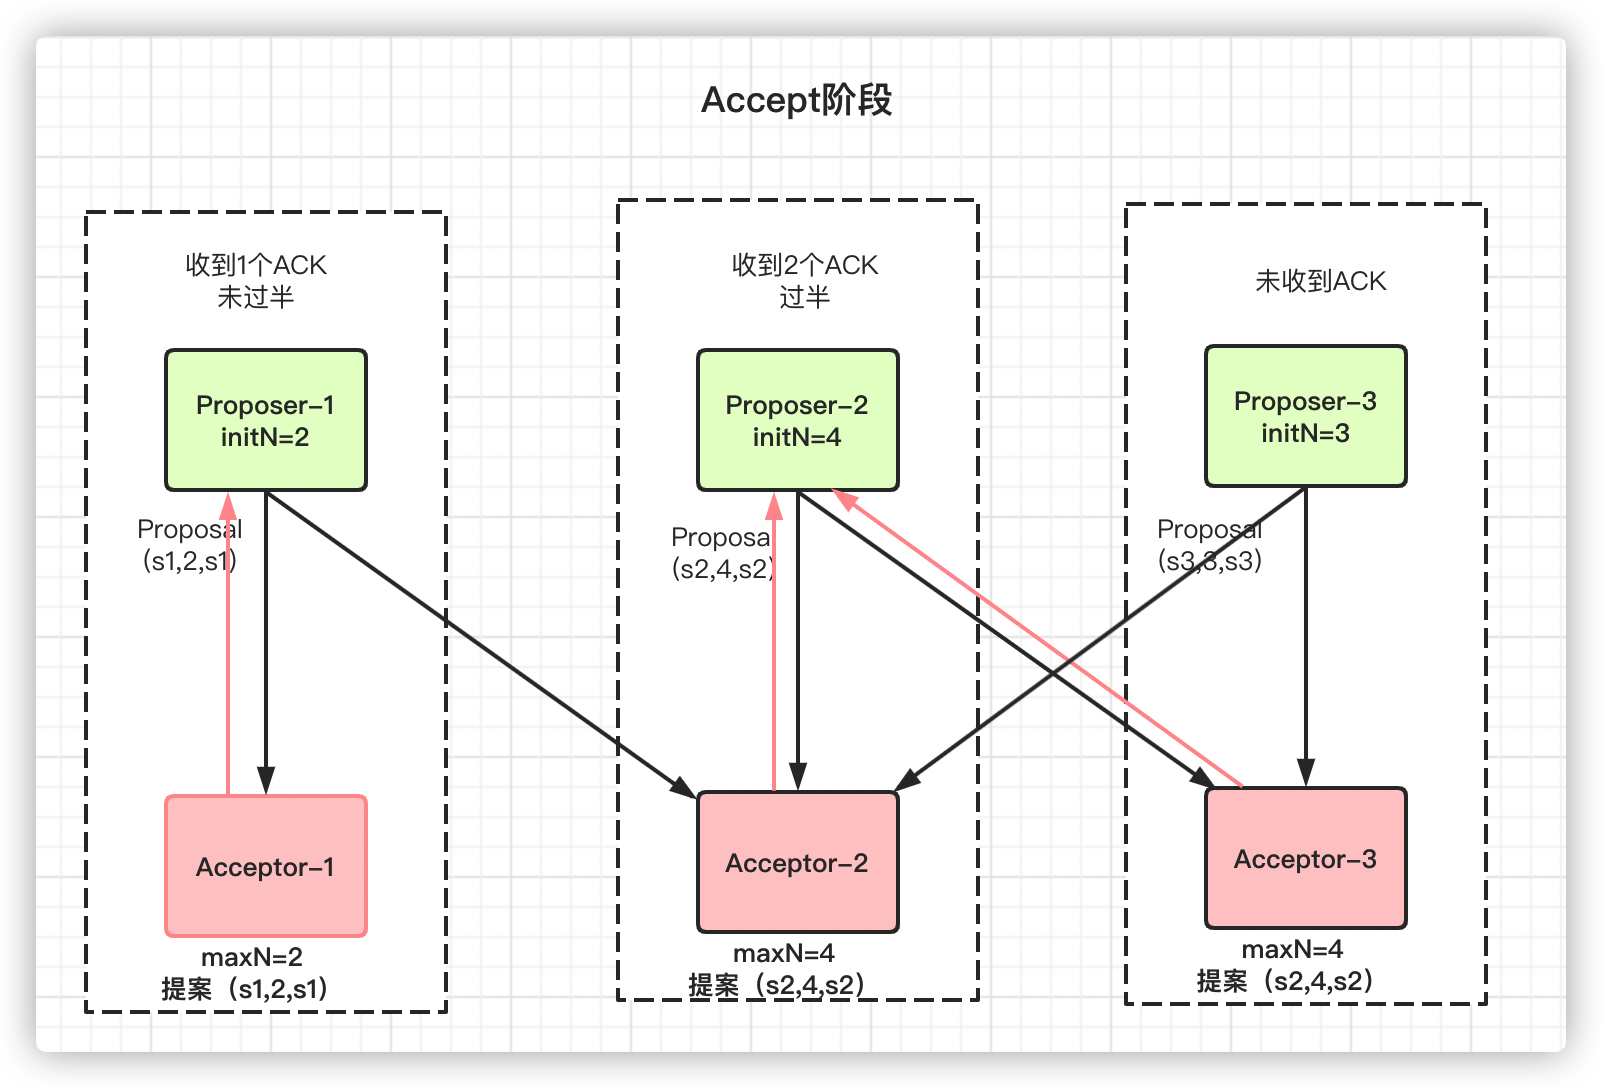 Accept阶段
收到1个ACK
未过半
Proposer-1
initN=2
Proposal
(s1,2,s1)
Acceptor-1
maxN=2
提案（s1,2,s1）
收到2个ACK
过半
Proposer-2
initN=4
Proposal
(s2,4,s2)
Acceptor-2
maxN=4
提案（s2,4,s2）
未收到ACK
Proposer-3
initN=3
Proposal
(s3,3,s3)
Acceptor-3
maxN=4
提案（s2,4,s2）